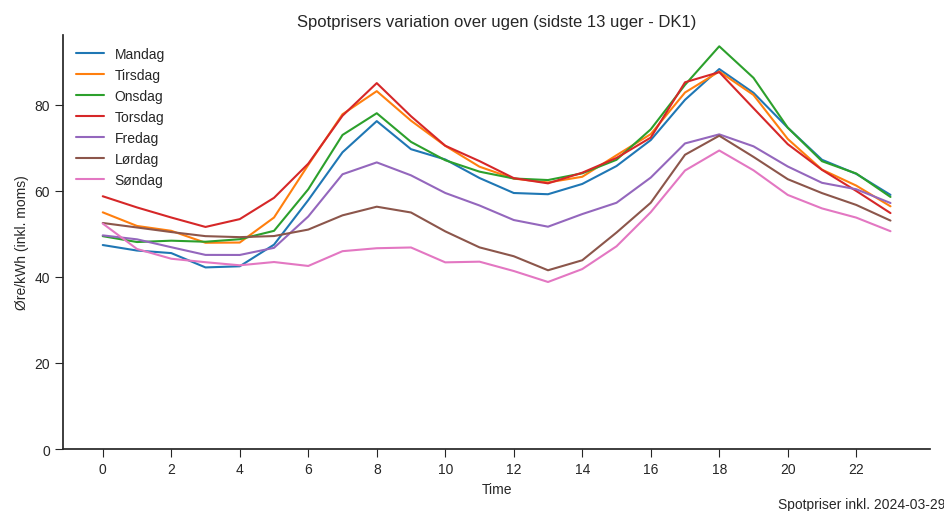 Spotprisers variation over ugen (sidste 13 uger - DK1)
Mandag
Tirsdag
Onsdag
Torsdag
Fredag
Lørdag
Søndag
Øre/kWh (inkl. moms)
80
60
40
20
0
0 2 4 6 8 10 12 14 16 18 20 22
Time
Spotpriser inkl. 2024-03-29